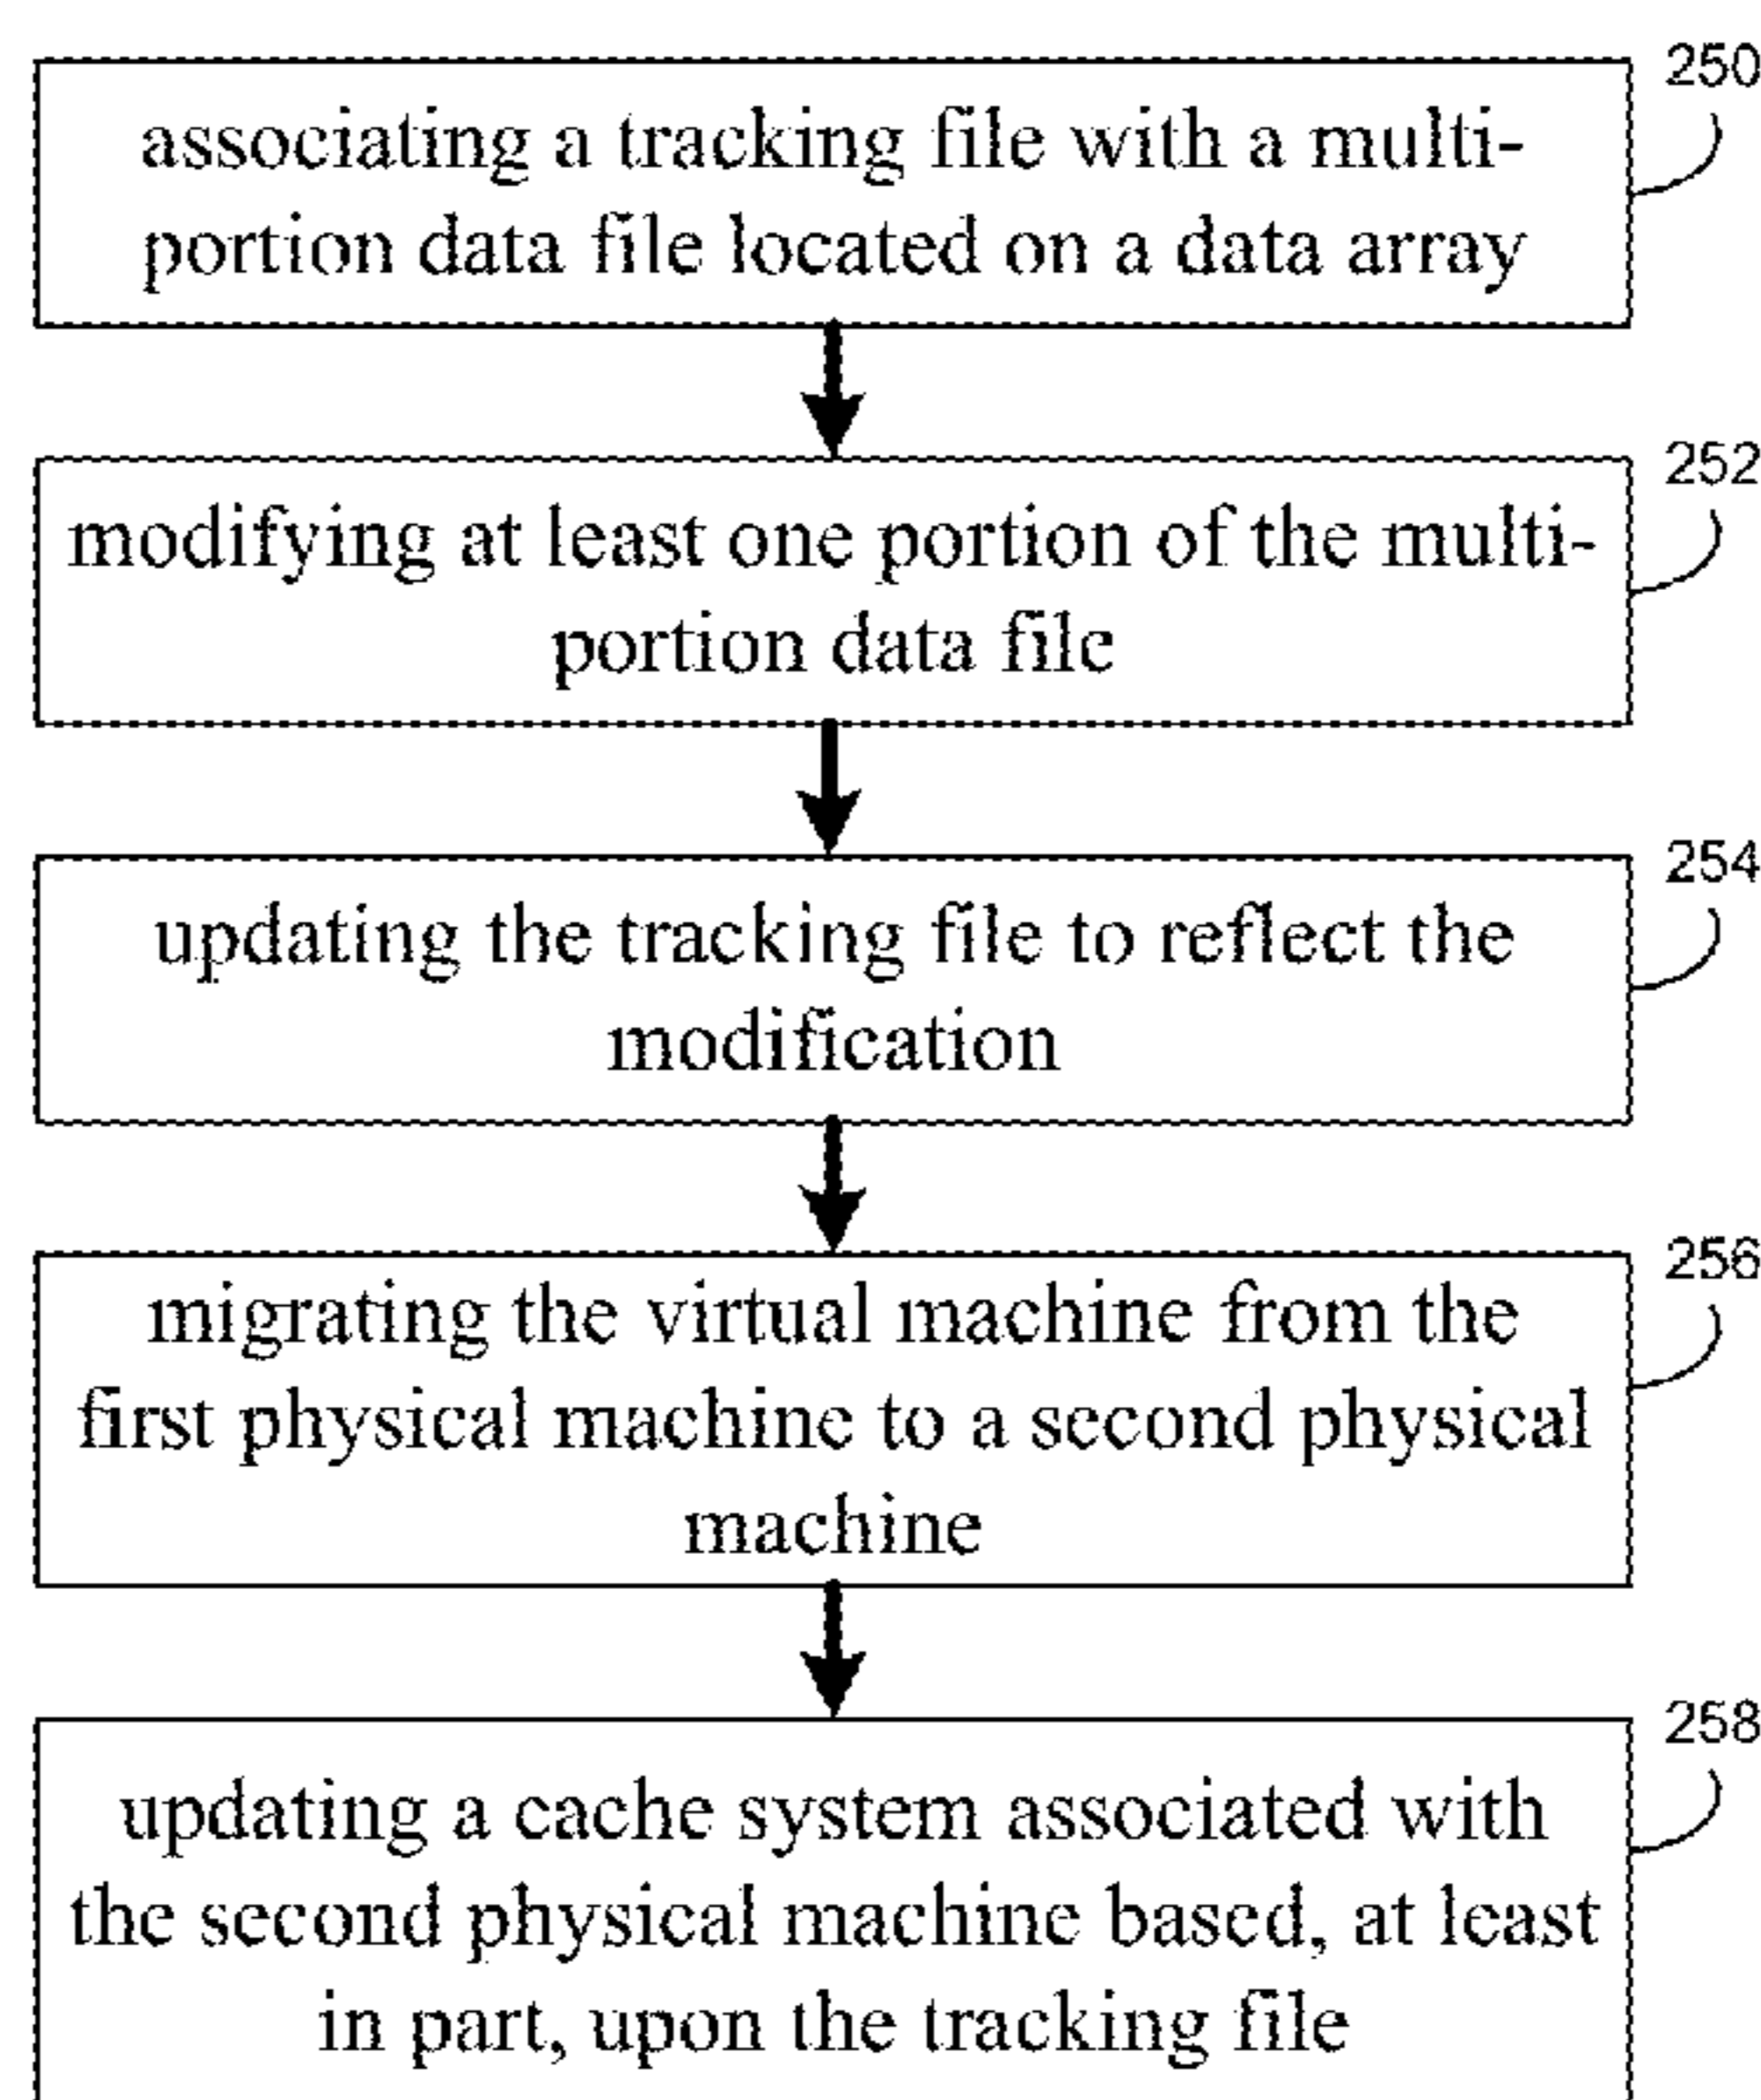 250
associating a tracking file with a multi-
portion data file located on a data array
252
modifying at least one portion of the multi-
portion data file
254
updating the tracking file to reflect the
modification
256
migrating the virtual machine from the
first physical machine to a second physical
machine
258
updating a cache system associated with
the second physical machine based, at least
in part, upon the tracking file